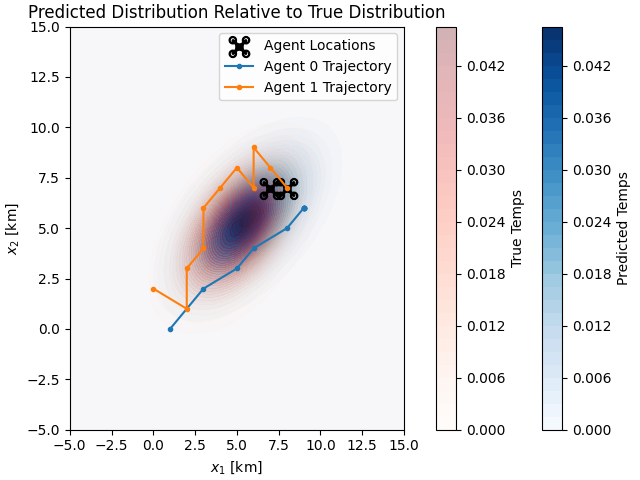 Predicted Distribution Relative to True Distribution
Agent Locations
Agent 0 Trajectory
Agent 1 Trajectory
15.0
12.5
10.0
7.5
5.0
2.5
0.0
−2.5
−5.0
x₂ [km]
−5.0 −2.5 0.0 2.5 5.0 7.5 10.0 12.5 15.0
x₁ [km]
0.042
0.036
0.030
0.024
0.018
0.012
0.006
0.000
True Temps
0.042
0.036
0.030
0.024
0.018
0.012
0.006
0.000
Predicted Temps